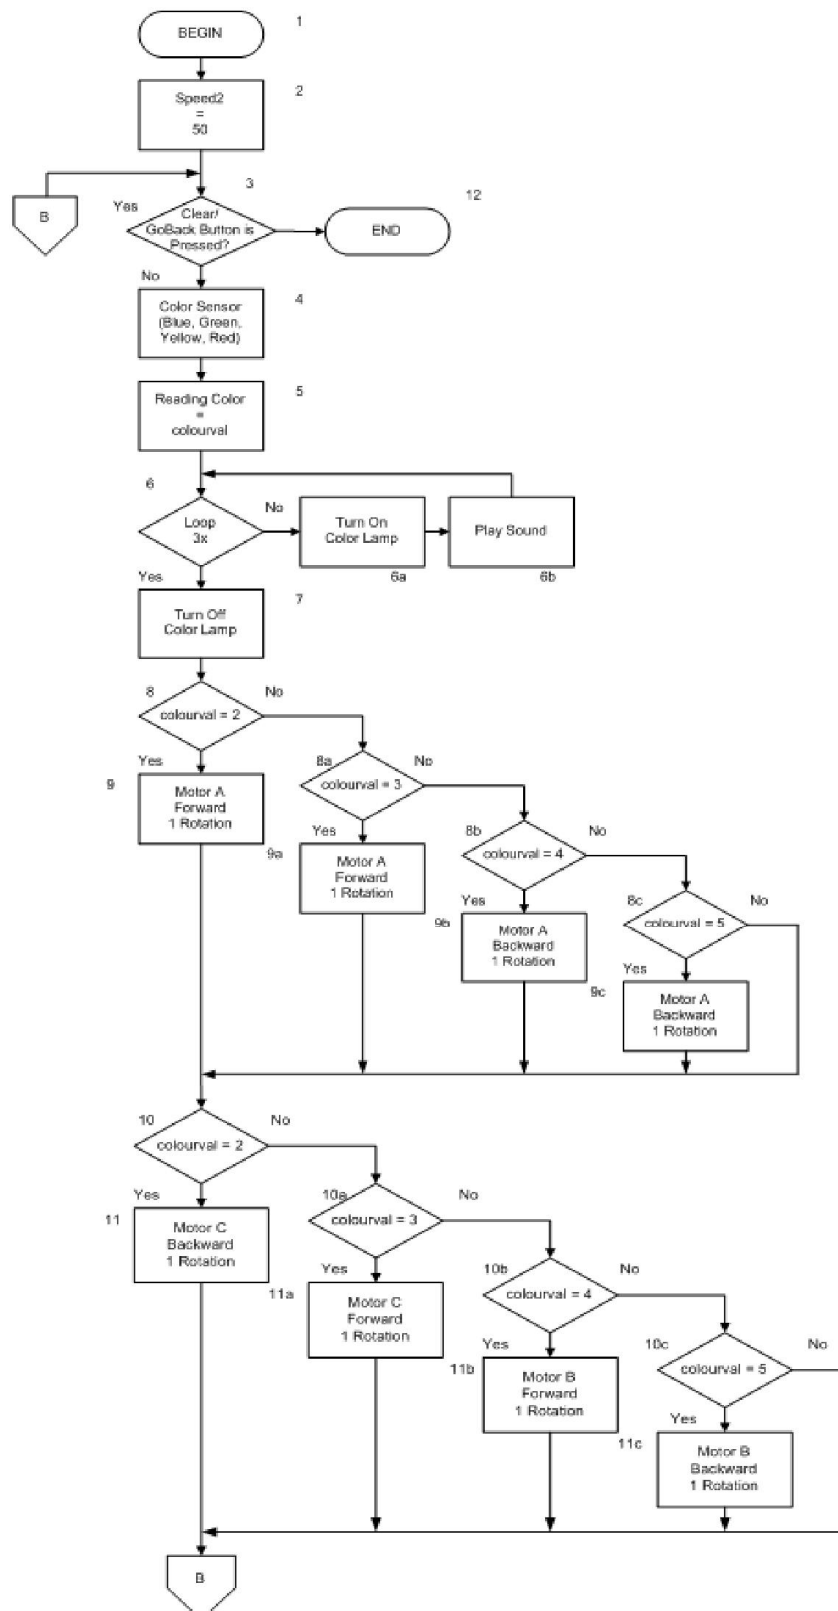 BEGIN
1
Speed2
=
50
2
3
12
B
Yes
Clear/
GoBack Button is
Pressed?
END
No
Color Sensor
(Blue, Green,
Yellow, Red)
4
Reading Color
=
colourval
5
6
Loop
3x
No
Turn On
Color Lamp
Play Sound
6a
6b
Yes
Turn Off
Color Lamp
7
8
No
colourval = 2
Yes
9
Motor A
Forward
1 Rotation
8a
No
colourval = 3
Yes
9a
Motor A
Forward
1 Rotation
8b
No
colourval = 4
Yes
9b
Motor A
Backward
1 Rotation
8c
No
colourval = 5
Yes
9c
Motor A
Backward
1 Rotation
10
No
colourval = 2
Yes
11
Motor C
Backward
1 Rotation
10a
No
colourval = 3
Yes
11a
Motor C
Forward
1 Rotation
10b
No
colourval = 4
Yes
11b
Motor B
Forward
1 Rotation
10c
No
colourval = 5
Yes
11c
Motor B
Backward
1 Rotation
B